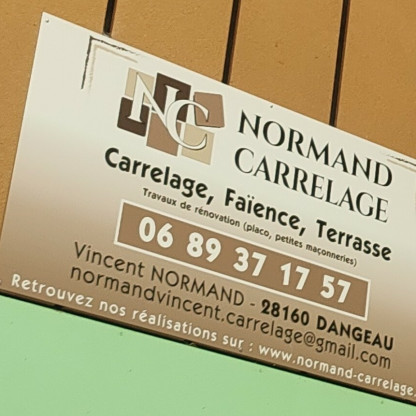 NC
NORMAND
CARRELAGE
Carrelage, Faïence, Terrasse
Travaux de rénovation (placo, petites maçonneries)
06 89 37 17 57
Vincent NORMAND - 28160 DANGEAU
normandvincent.carrelage@gmail.com
Retrouvez nos réalisations sur : www.normand-carrelage.